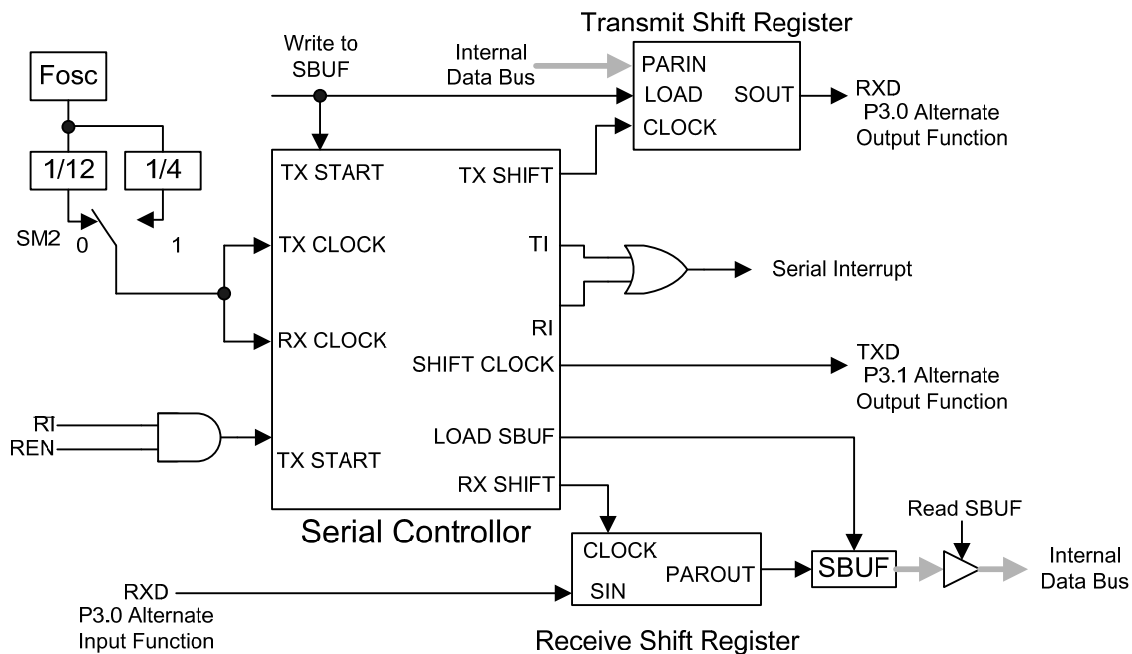 Transmit Shift Register
Write to
SBUF
Internal
Data Bus
Fosc
PARIN
LOAD
SOUT
CLOCK
RXD
P3.0 Alternate
Output Function
1/12
1/4
TX START
TX SHIFT
SM2
0
1
TX CLOCK
TI
Serial Interrupt
RI
RX CLOCK
SHIFT CLOCK
TXD
P3.1 Alternate
Output Function
RI
REN
LOAD SBUF
TX START
RX SHIFT
Serial Controllor
Read SBUF
CLOCK
PAROUT
SIN
SBUF
Internal
Data Bus
RXD
P3.0 Alternate
Input Function
Receive Shift Register